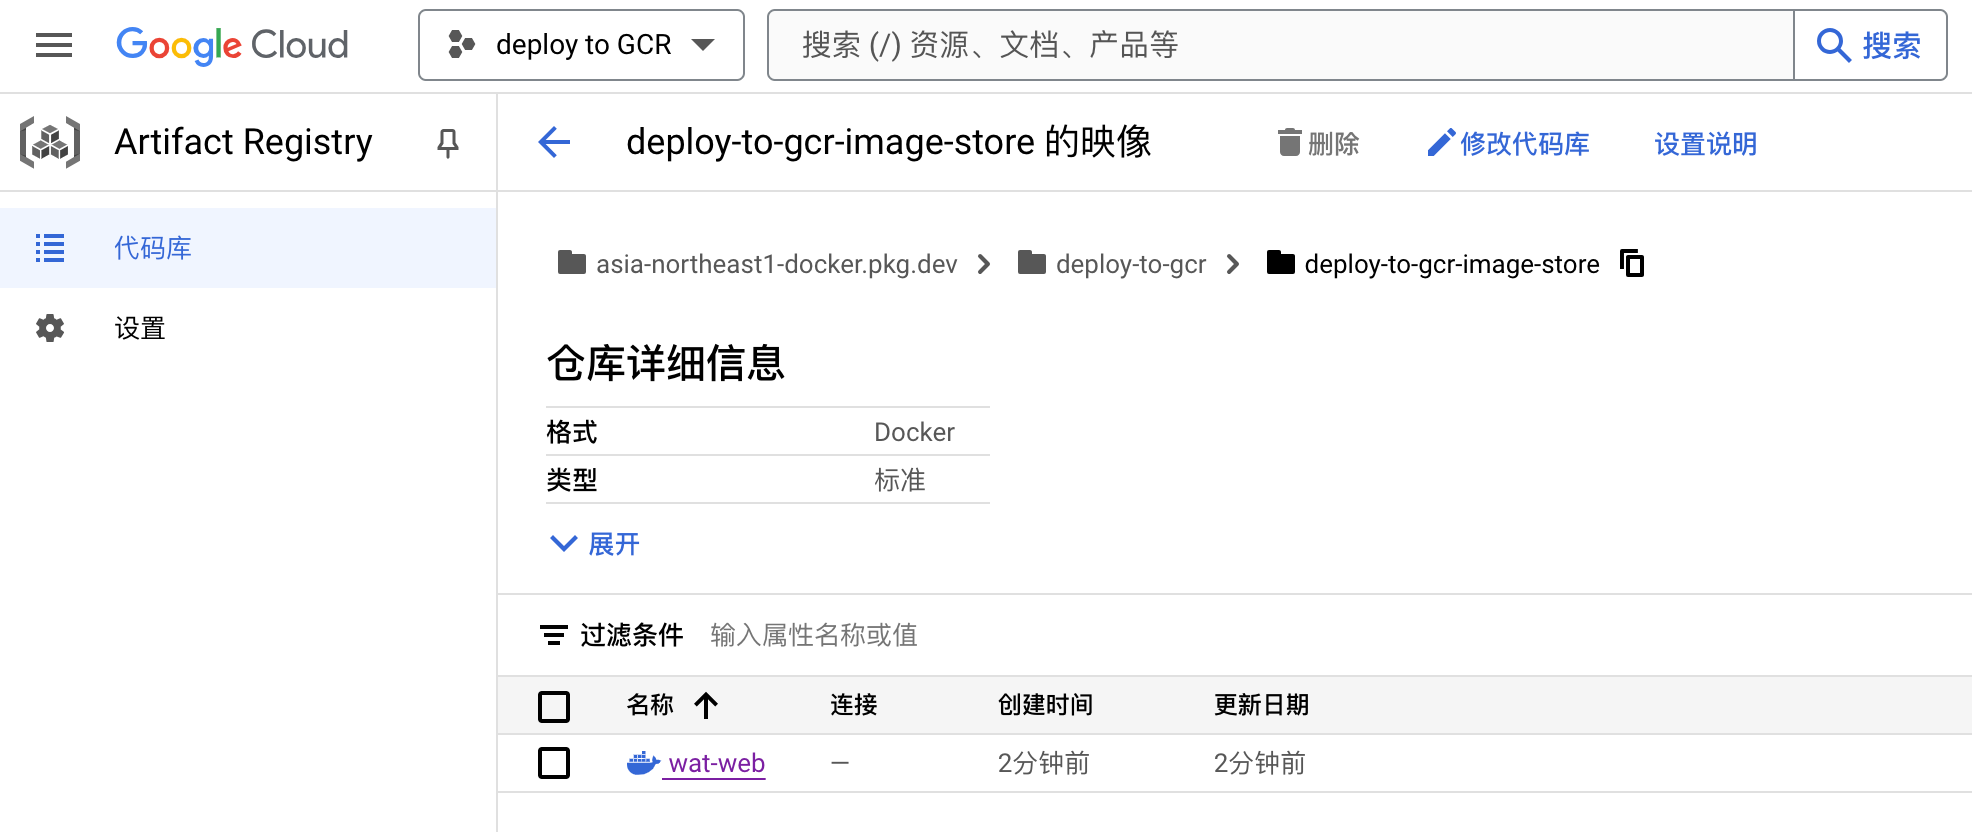 Google Cloud
deploy to GCR
搜索 (/) 资源、文档、产品等
搜索
Artifact Registry
deploy-to-gcr-image-store 的映像
删除
修改代码库
设置说明
代码库
设置
asia-northeast1-docker.pkg.dev
deploy-to-gcr
deploy-to-gcr-image-store
仓库详细信息
格式 Docker
类型 标准
展开
过滤条件 输入属性名称或值
名称 连接 创建时间 更新日期
wat-web — 2分钟前 2分钟前